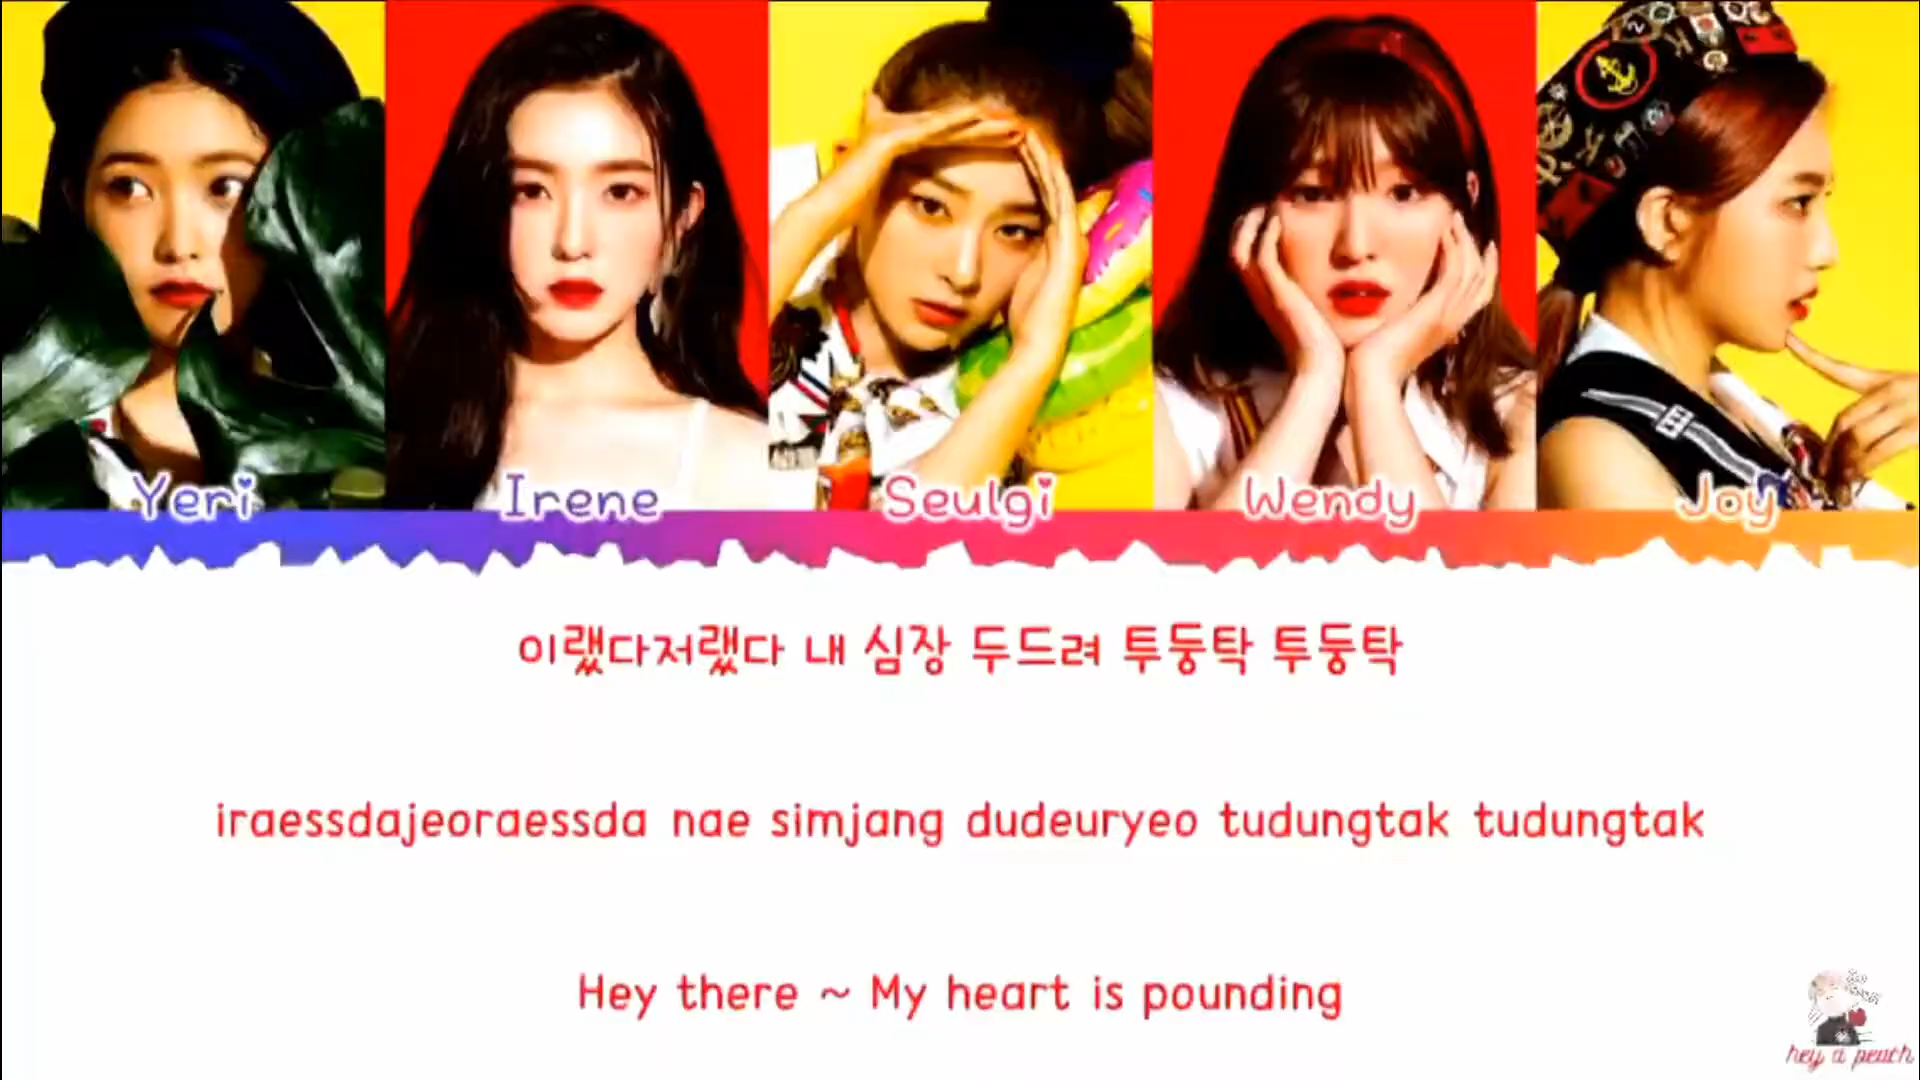 Yeri Irene Seulgi Wendy Joy
이랬다저랬다 내 심장 두드려 투둥탁 투둥탁
iraessdajeoraessda nae simjang dudeuryeo tudungtak tudungtak
Hey there ~ My heart is pounding
hey a peach